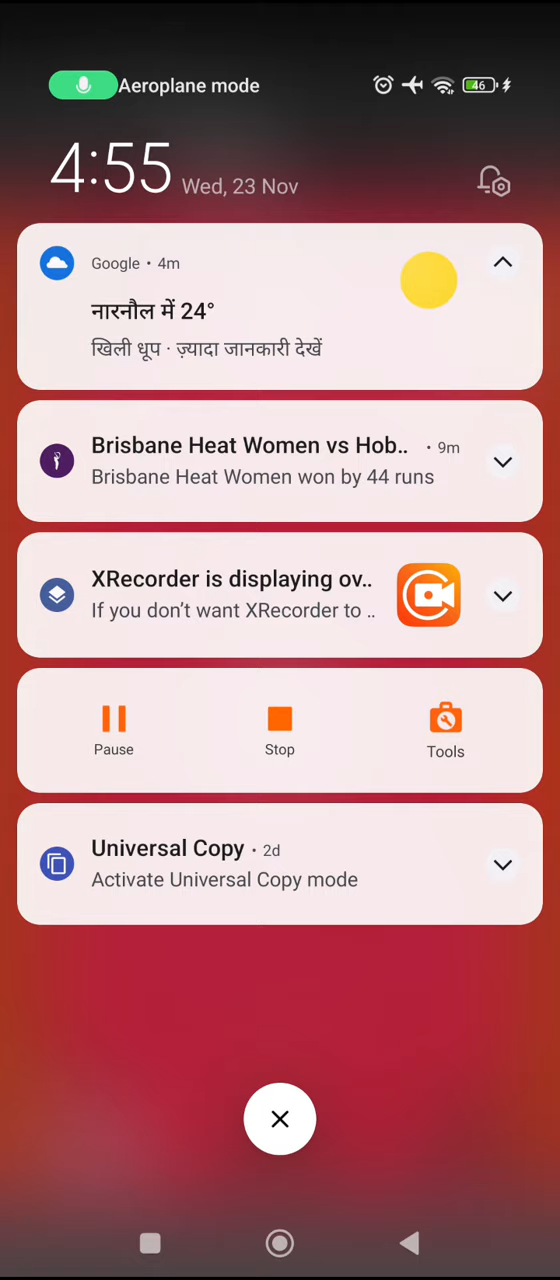 Aeroplane mode
46
4:55 Wed, 23 Nov
Google • 4m
नारनौल में 24°
खिली धूप · ज़्यादा जानकारी देखें
Brisbane Heat Women vs Hob.. • 9m
Brisbane Heat Women won by 44 runs
XRecorder is displaying ov..
If you don't want XRecorder to ..
Pause
Stop
Tools
Universal Copy • 2d
Activate Universal Copy mode